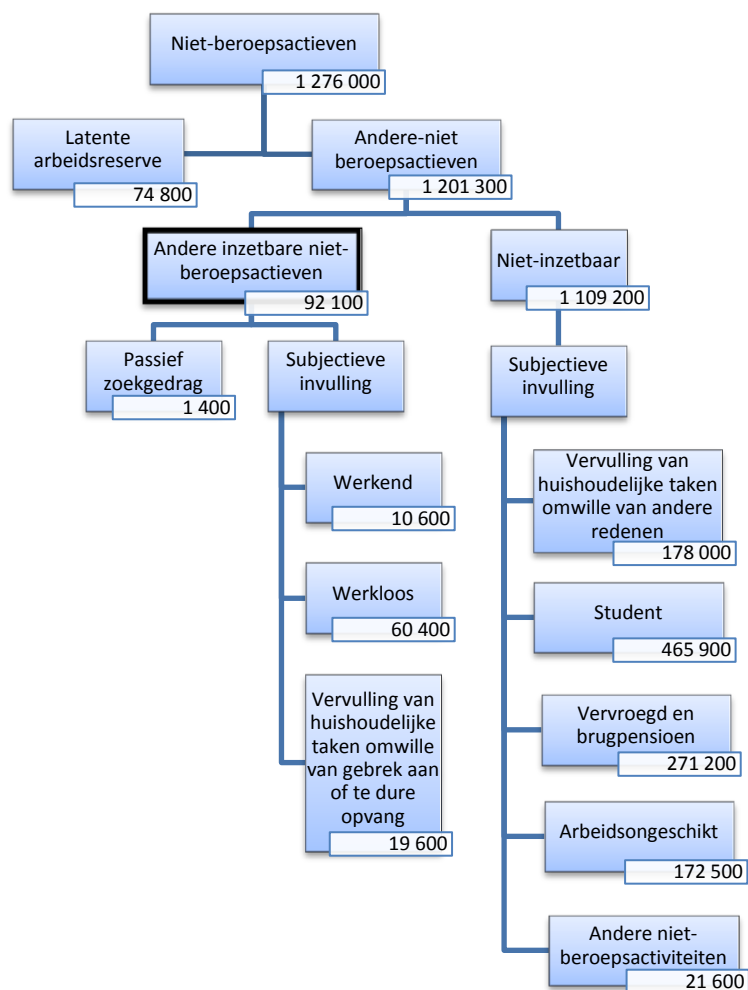 Niet-beroepsactieven
1 276 000
Latente
arbeidsreserve
74 800
Andere-niet
beroepsactieven
1 201 300
Andere inzetbare niet-
beroepsactieven
92 100
Niet-inzetbaar
1 109 200
Passief
zoekgedrag
1 400
Subjectieve
invulling
Werkend
10 600
Werkloos
60 400
Vervulling van
huishoudelijke
taken omwille
van gebrek aan
of te dure
opvang
19 600
Subjectieve
invulling
Vervulling van
huishoudelijke taken
omwille van andere
redenen
178 000
Student
465 900
Vervroegd en
brugpensioen
271 200
Arbeidsongeschikt
172 500
Andere niet-
beroepsactiviteiten
21 600